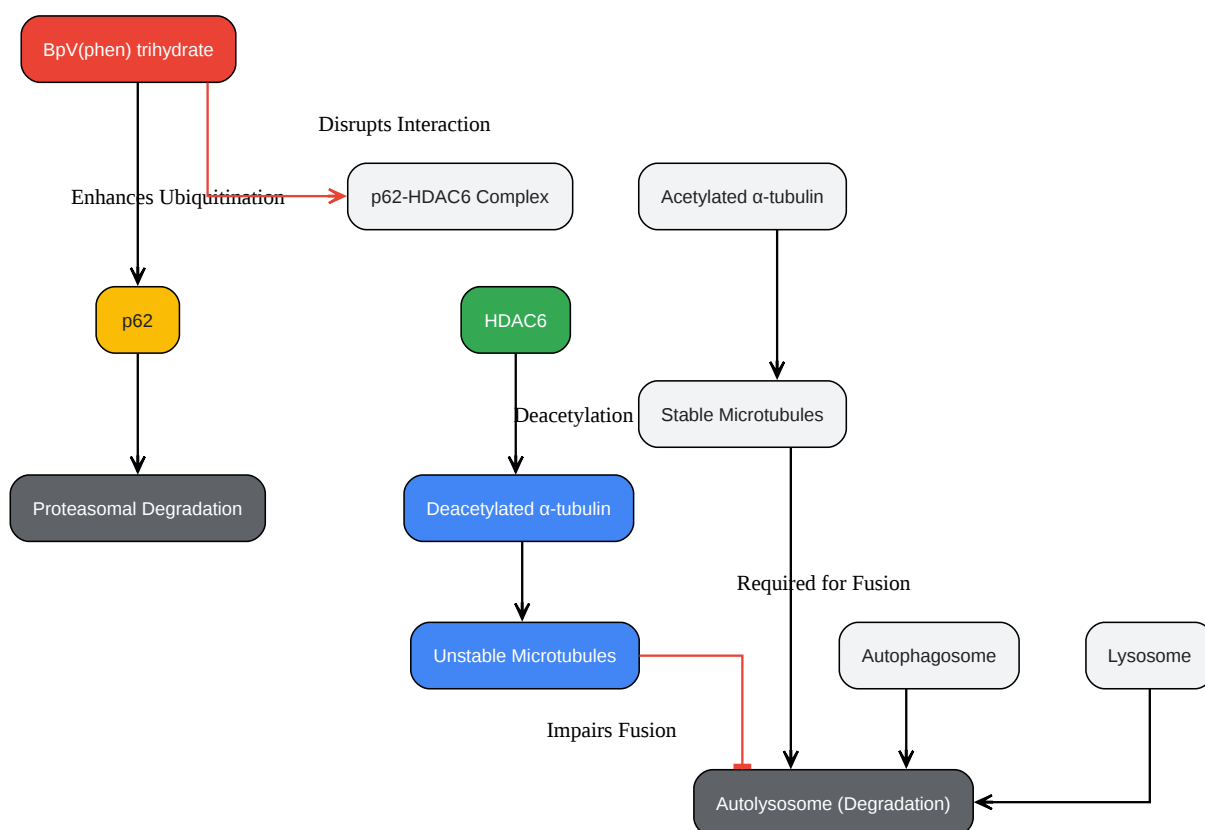 BpV(phen) trihydrate
Disrupts Interaction
Enhances Ubiquitination
p62-HDAC6 Complex
Acetylated α-tubulin
p62
HDAC6
Deacetylation
Stable Microtubules
Proteasomal Degradation
Deacetylated α-tubulin
Required for Fusion
Unstable Microtubules
Autophagosome
Lysosome
Impairs Fusion
Autolysosome (Degradation)